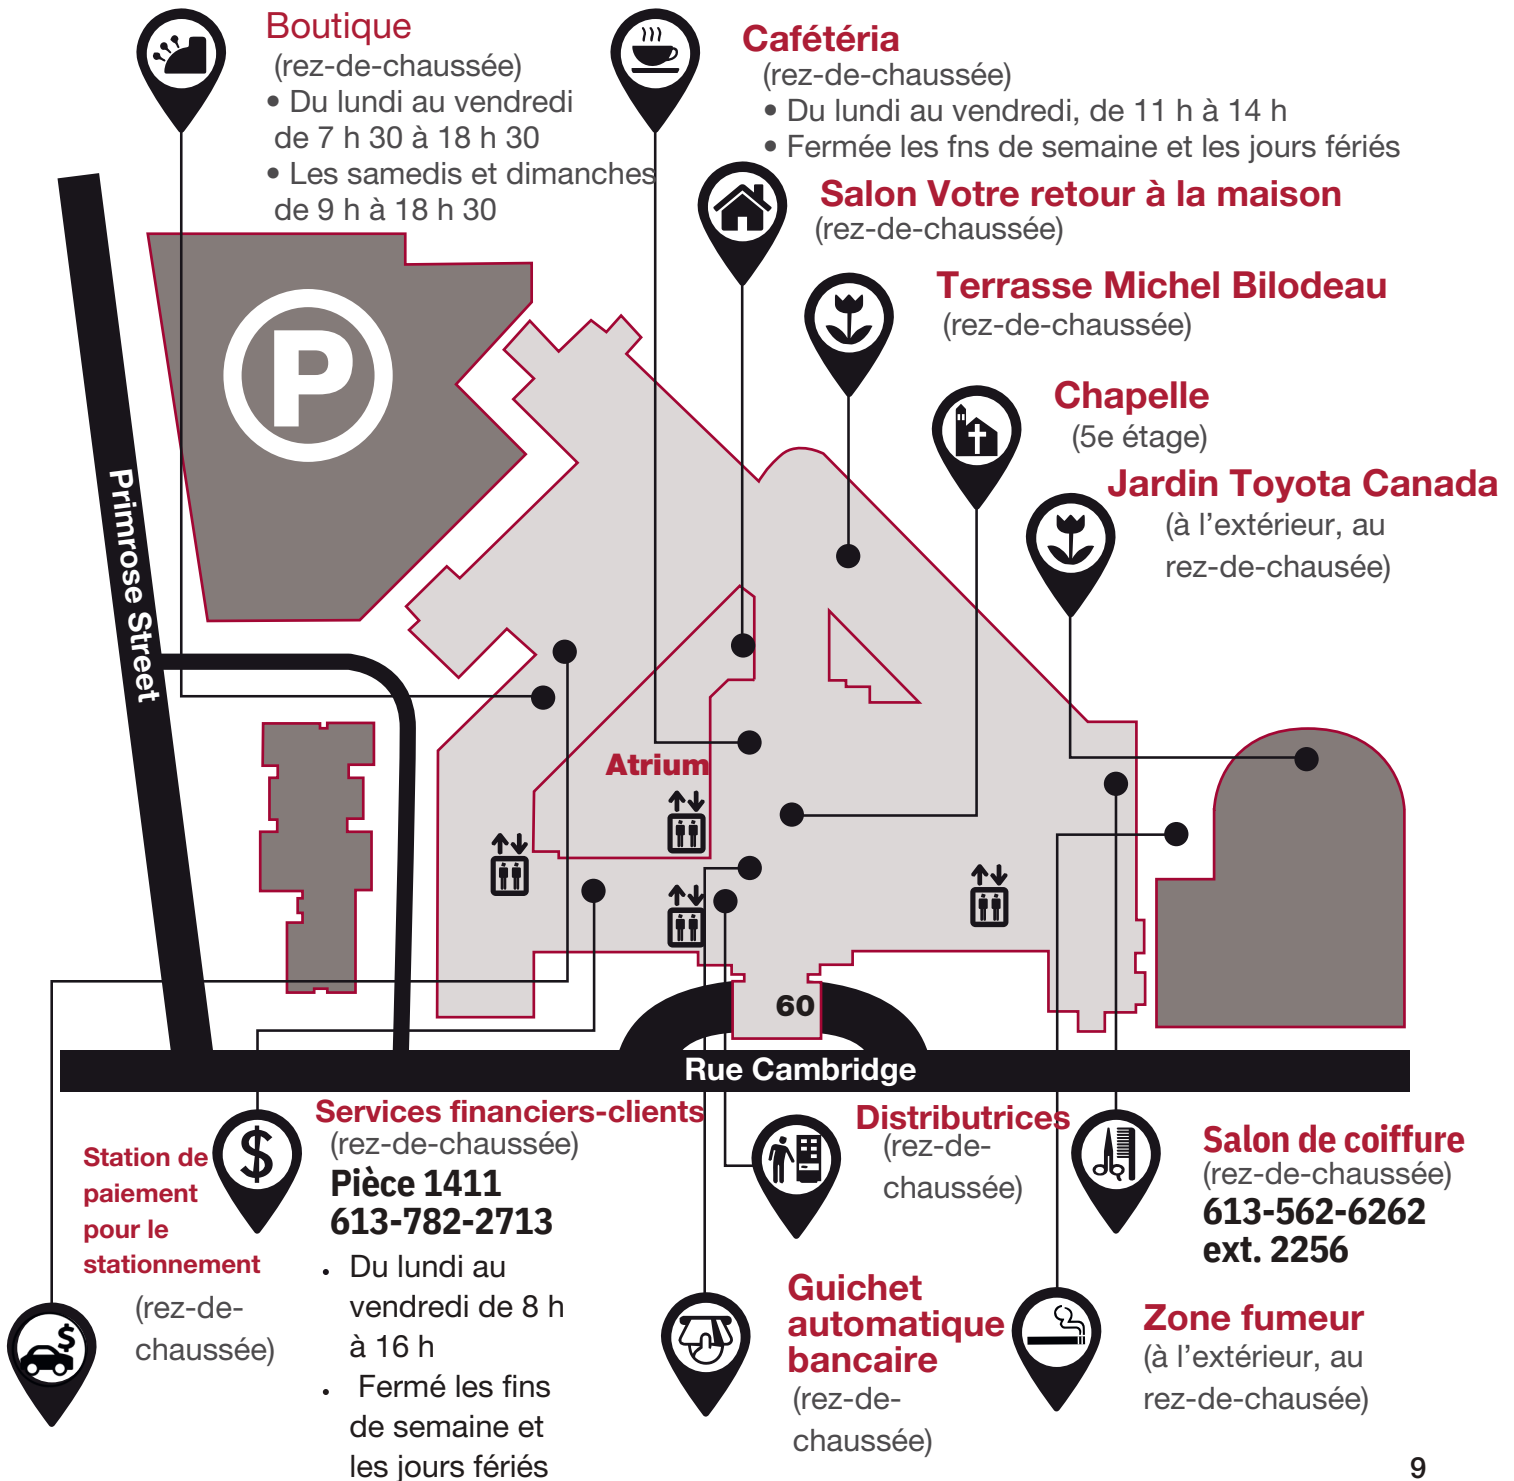 Boutique
(rez-de-chaussée)
• Du lundi au vendredi
de 7 h 30 à 18 h 30
• Les samedis et dimanches
de 9 h à 18 h 30
Cafétéria
(rez-de-chaussée)
• Du lundi au vendredi, de 11 h à 14 h
• Fermée les fns de semaine et les jours fériés
Salon Votre retour à la maison
(rez-de-chaussée)
Terrasse Michel Bilodeau
(rez-de-chaussée)
Chapelle
(5e étage)
Jardin Toyota Canada
(à l'extérieur, au
rez-de-chausée)
P
Primrose Street
Atrium
60
Rue Cambridge
Station de
paiement
pour le
stationnement
(rez-de-
chaussée)
$
$
Services financiers-clients
(rez-de-chaussée)
Pièce 1411
613-782-2713
• Du lundi au
vendredi de 8 h
à 16 h
• Fermé les fins
de semaine et
les jours fériés
Distributrices
(rez-de-
chaussée)
Guichet
automatique
bancaire
(rez-de-
chaussée)
Salon de coiffure
(rez-de-chaussée)
613-562-6262
ext. 2256
Zone fumeur
(à l'extérieur, au
rez-de-chausée)
9